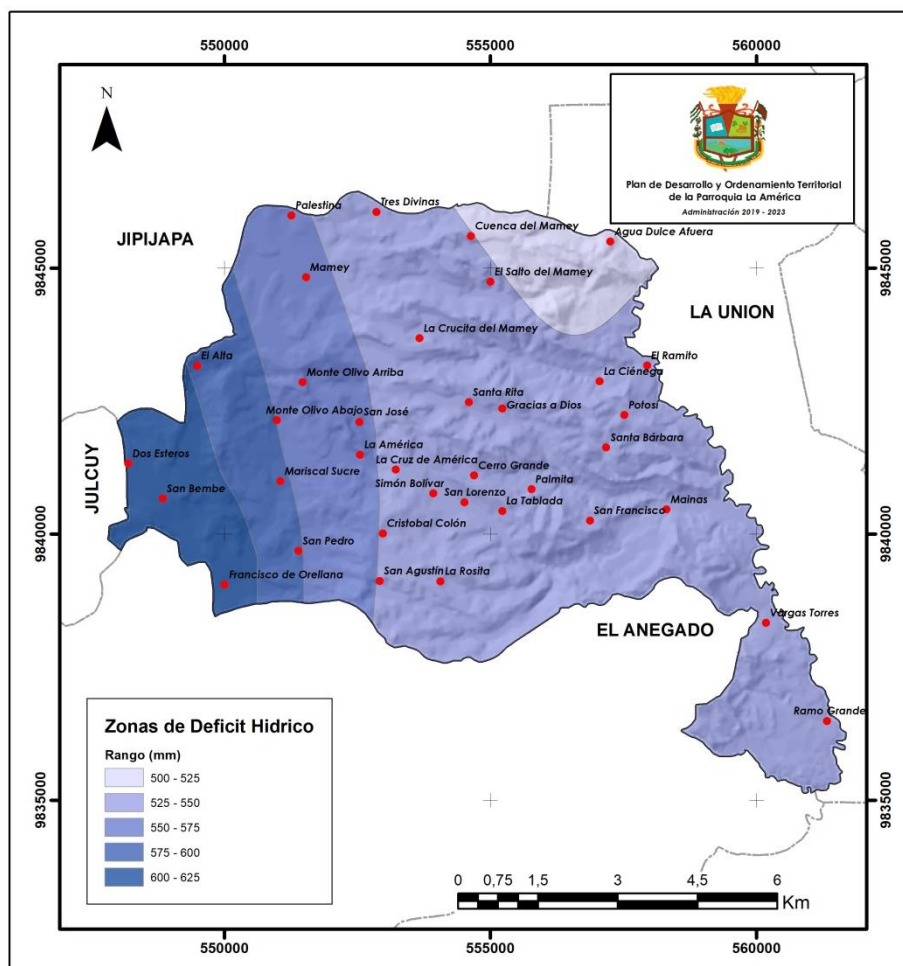 550000 555000 560000
N
Plan de Desarrollo y Ordenamiento Territorial
de la Parroquia La América
Administración 2019 - 2023
Palestina
Tres Divinas
Cuenca del Mamey
Agua Dulce Afuera
JIPIJAPA
9845000
9845000
Mamey
El Salto del Mamey
LA UNION
La Crucita del Mamey
El Alta
El Ramito
Monte Olivo Arriba
La Ciénega
Santa Rita
Gracias a Dios
Monte Olivo Abajo
San José
Potosí
Santa Bárbara
La América
Dos Esteros
La Cruz de América
Cerro Grande
JULCUY
Mariscal Sucre
Simón Bolívar
Palmita
San Bembe
San Lorenzo
La Tablada
Mainas
San Francisco
9840000
9840000
Cristobal Colón
San Pedro
Francisco de Orellana
San Agustín
La Rosita
EL ANEGADO
Vargas Torres
Ramo Grande
Zonas de Deficit Hidrico
Rango (mm)
500 - 525
525 - 550
550 - 575
575 - 600
600 - 625
9835000
9835000
0 0,75 1,5 3 4,5 6
Km
550000 555000 560000